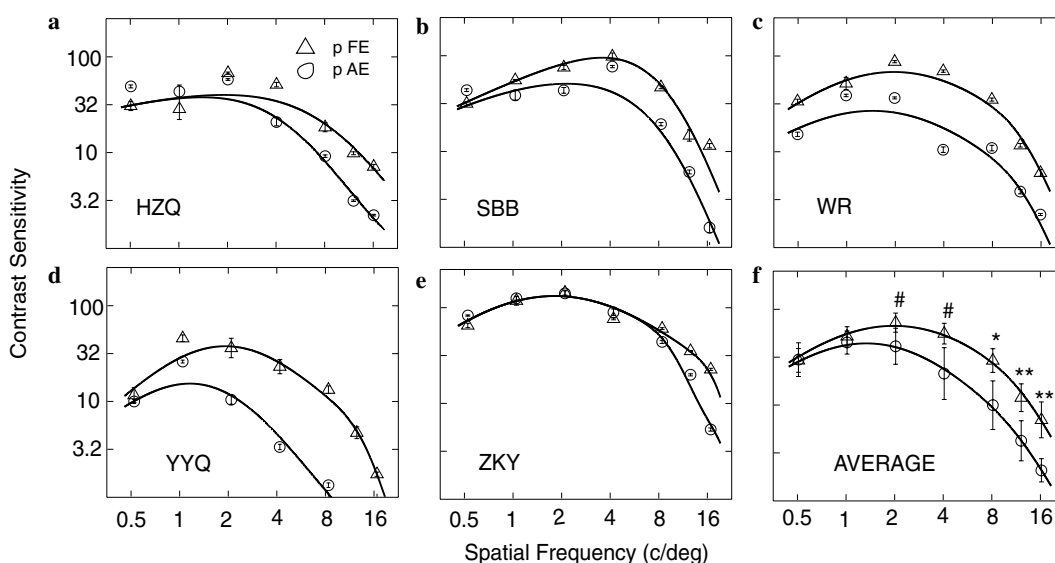 a
b
c
p FE
p AE
100
32
10
3.2
HZQ
SBB
WR
Contrast Sensitivity
d
e
f
100
32
10
3.2
# # * ** **
YYQ
ZKY
AVERAGE
0.5 1 2 4 8 16
0.5 1 2 4 8 16
0.5 1 2 4 8 16
Spatial Frequency (c/deg)